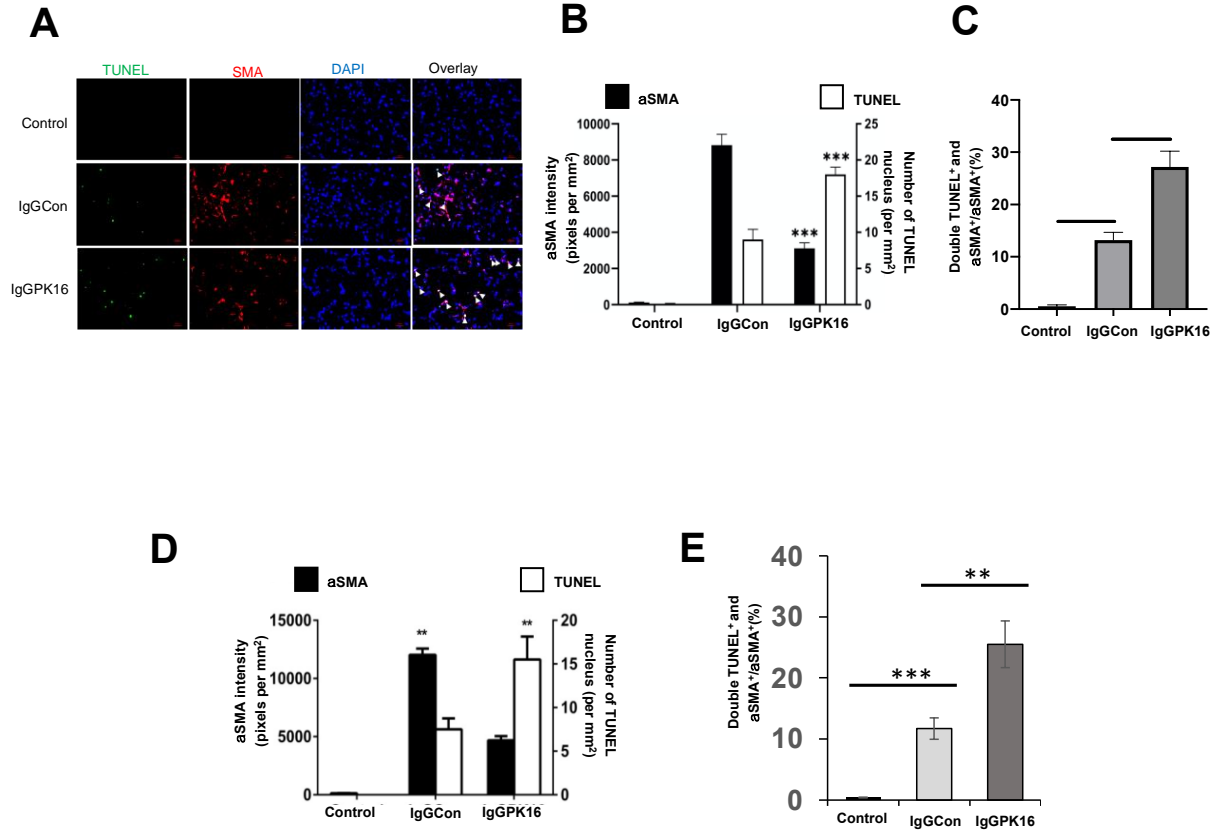 A
TUNEL SMA DAPI Overlay
Control
IgGCon
IgGPK16
B
aSMA TUNEL
aSMA intensity
(pixels per mm²)
10000
8000
6000
4000
2000
0
***
***
25
20
15
10
5
0
Number of TUNEL
nucleus (per mm²)
Control IgGCon IgGPK16
C
Double TUNEL⁺ and
aSMA⁺/aSMA⁺(%)
40
30
20
10
0
Control IgGCon IgGPK16
D
aSMA TUNEL
aSMA intensity
(pixels per mm²)
15000
10000
5000
0
**
**
20
15
10
5
0
Number of TUNEL
nucleus (per mm²)
Control IgGCon IgGPK16
E
Double TUNEL⁺ and
aSMA⁺/aSMA⁺(%)
40
30
20
10
0
**
***
Control IgGCon IgGPK16